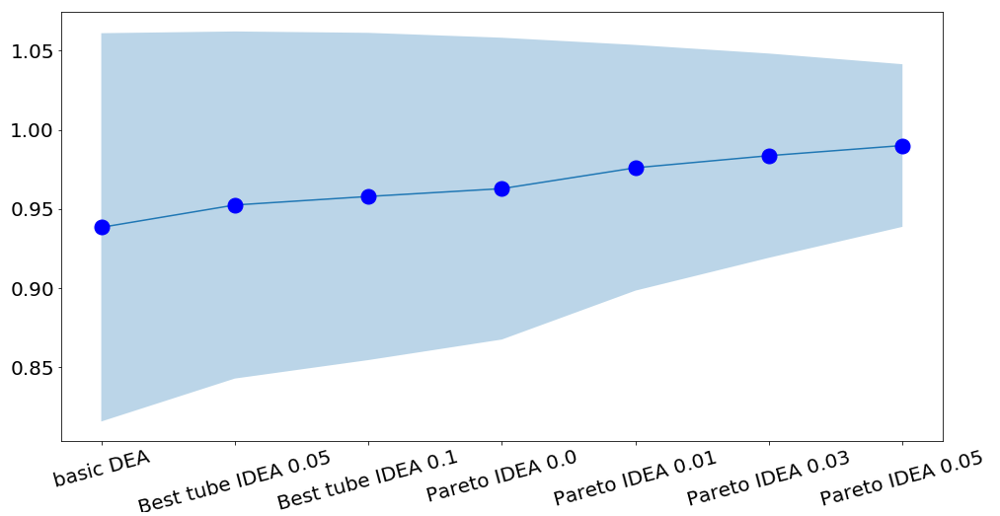 1.05
1.00
0.95
0.90
0.85
basic DEA
Best tube IDEA 0.05
Best tube IDEA 0.1
Pareto IDEA 0.0
Pareto IDEA 0.01
Pareto IDEA 0.03
Pareto IDEA 0.05